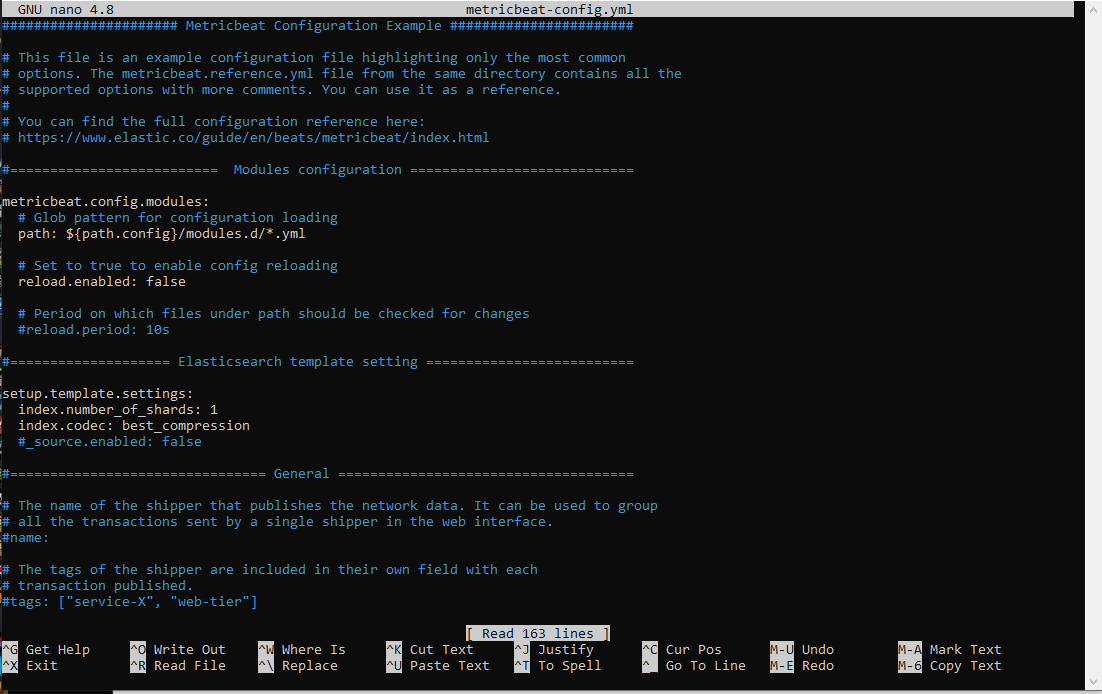 GNU nano 4.8 metricbeat-config.yml
###################### Metricbeat Configuration Example #######################

# This file is an example configuration file highlighting only the most common
# options. The metricbeat.reference.yml file from the same directory contains all the
# supported options with more comments. You can use it as a reference.
#
# You can find the full configuration reference here:
# https://www.elastic.co/guide/en/beats/metricbeat/index.html

#==========================  Modules configuration ============================

metricbeat.config.modules:
  # Glob pattern for configuration loading
  path: ${path.config}/modules.d/*.yml

  # Set to true to enable config reloading
  reload.enabled: false

  # Period on which files under path should be checked for changes
  #reload.period: 10s

#==================== Elasticsearch template setting ==========================

setup.template.settings:
  index.number_of_shards: 1
  index.codec: best_compression
  #_source.enabled: false

#================================ General =====================================

# The name of the shipper that publishes the network data. It can be used to group
# all the transactions sent by a single shipper in the web interface.
#name:

# The tags of the shipper are included in their own field with each
# transaction published.
#tags: ["service-X", "web-tier"]

[ Read 163 lines ]
^G Get Help ^O Write Out ^W Where Is ^K Cut Text ^J Justify ^C Cur Pos M-U Undo M-A Mark Text
^X Exit ^R Read File ^\ Replace ^U Paste Text ^T To Spell ^_ Go To Line M-E Redo M-6 Copy Text